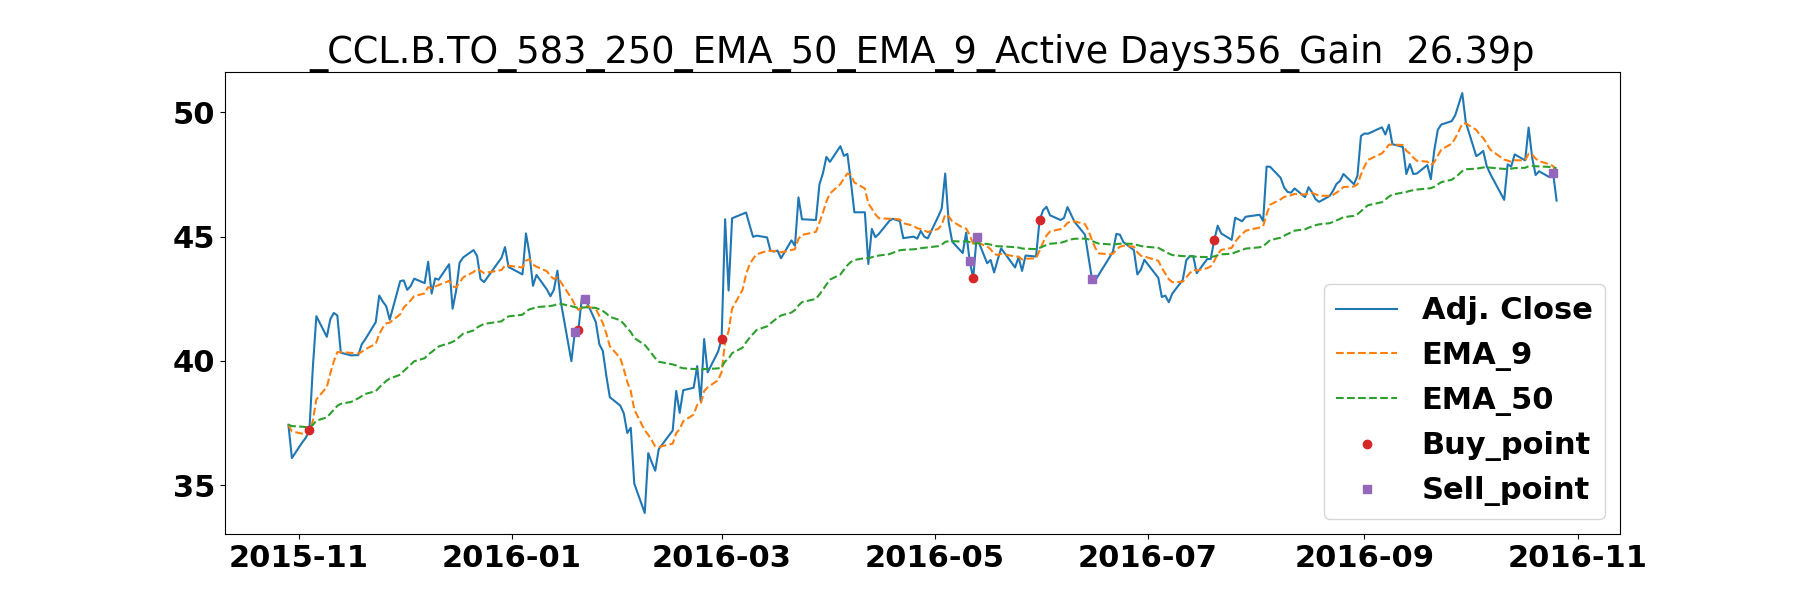 _CCL.B.TO_583_250_EMA_50_EMA_9_Active Days356_Gain  26.39p
50
45
40
35
Adj. Close
EMA_9
EMA_50
Buy_point
Sell_point
2015-11 2016-01 2016-03 2016-05 2016-07 2016-09 2016-11